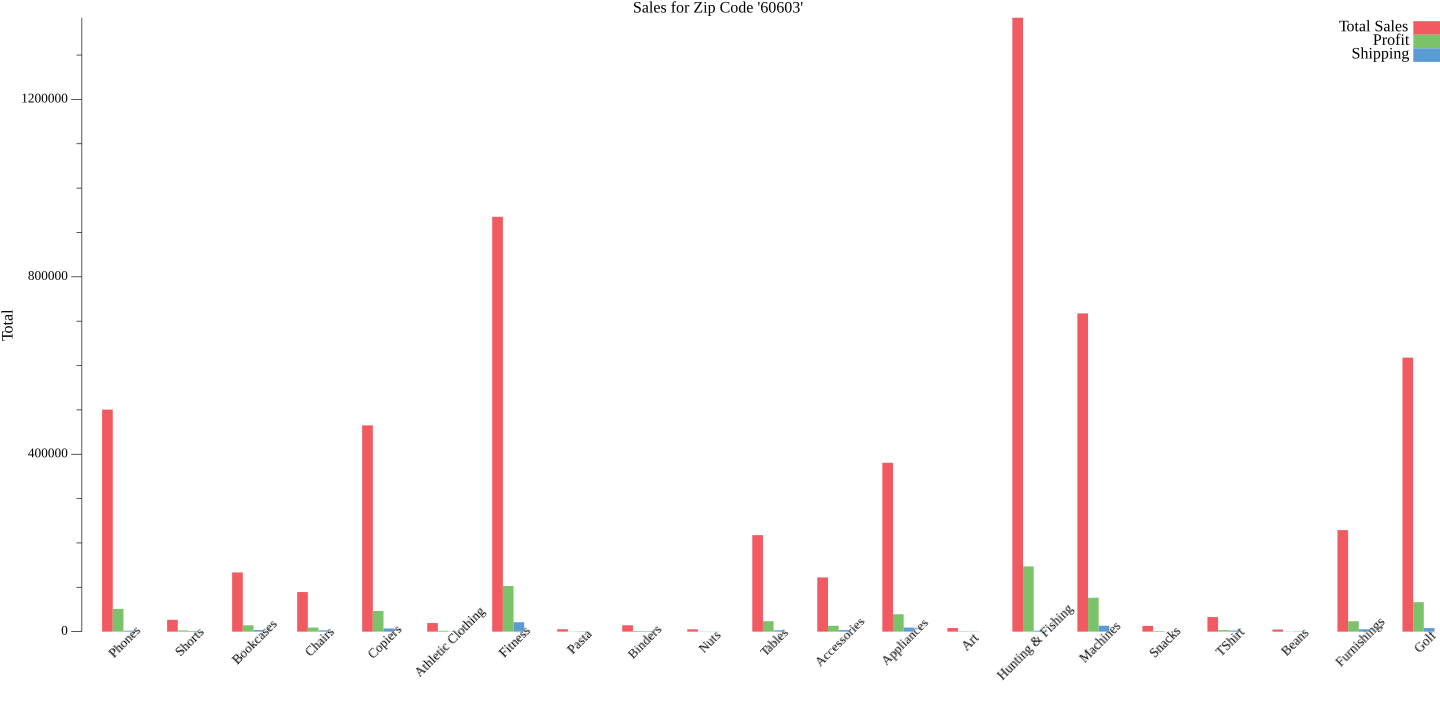 Sales for Zip Code '60603'
Total Sales
Profit
Shipping
1200000
800000
400000
0
Total
Phones
Shorts
Bookcases
Chairs
Copiers
Athletic Clothing
Fitness
Pasta
Binders
Nuts
Tables
Accessories
Appliances
Art
Hunting & Fishing
Machines
Snacks
TShirt
Beans
Furnishings
Golf